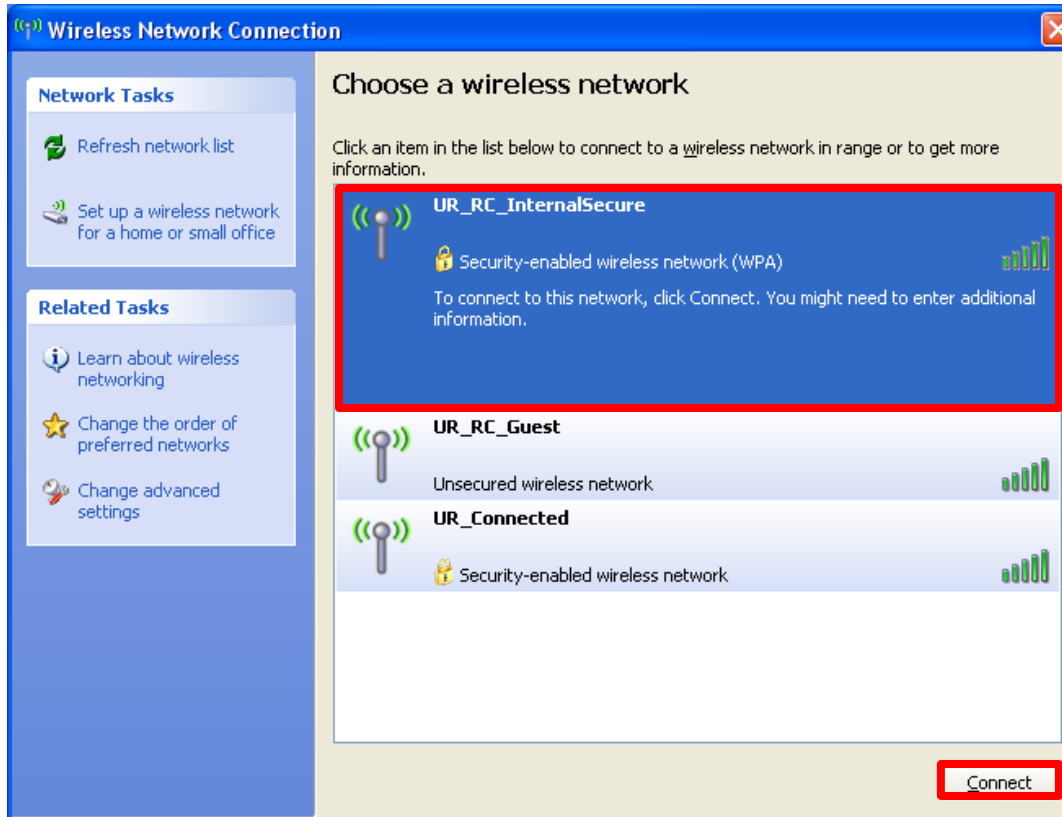 Wireless Network Connection
Network Tasks
Refresh network list
Set up a wireless network
for a home or small office
Related Tasks
Learn about wireless
networking
Change the order of
preferred networks
Change advanced
settings
Choose a wireless network
Click an item in the list below to connect to a wireless network in range or to get more
information.
UR_RC_InternalSecure
Security-enabled wireless network (WPA)
To connect to this network, click Connect. You might need to enter additional
information.
UR_RC_Guest
Unsecured wireless network
UR_Connected
Security-enabled wireless network
Connect